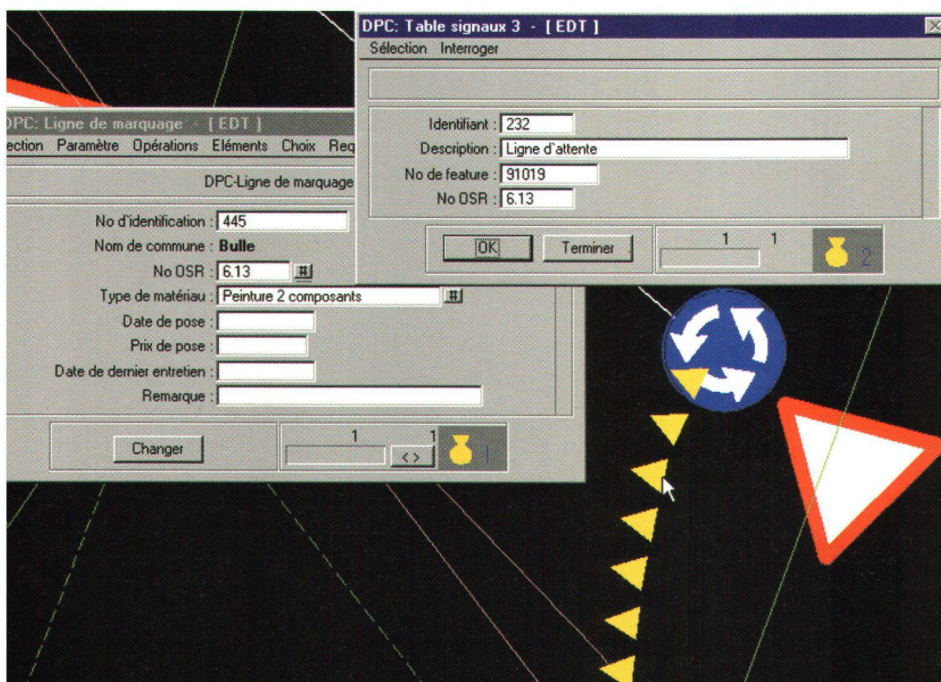 DPC: Table signaux 3 - [ EDT ]
Sélection Interroger
Identifiant : 232
Description : Ligne d`attente
No de feature : 91019
No OSR : 6.13
OK Terminer 1 1 2
DPC: Ligne de marquage - [ EDT ]
ection Paramètre Opérations Eléments Choix Req
DPC-Ligne de marquage
No d'identification : 445
Nom de commune : Bulle
No OSR : 6.13 #
Type de matériau : Peinture 2 composants #
Date de pose :
Prix de pose :
Date de dernier entretien :
Remarque :
Changer 1 1 < > 1